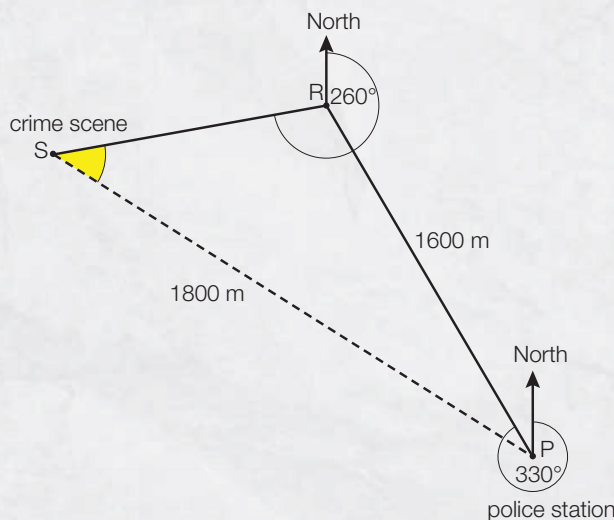 North
R 260°
crime scene
S
1600 m
1800 m
North
P
330°
police station